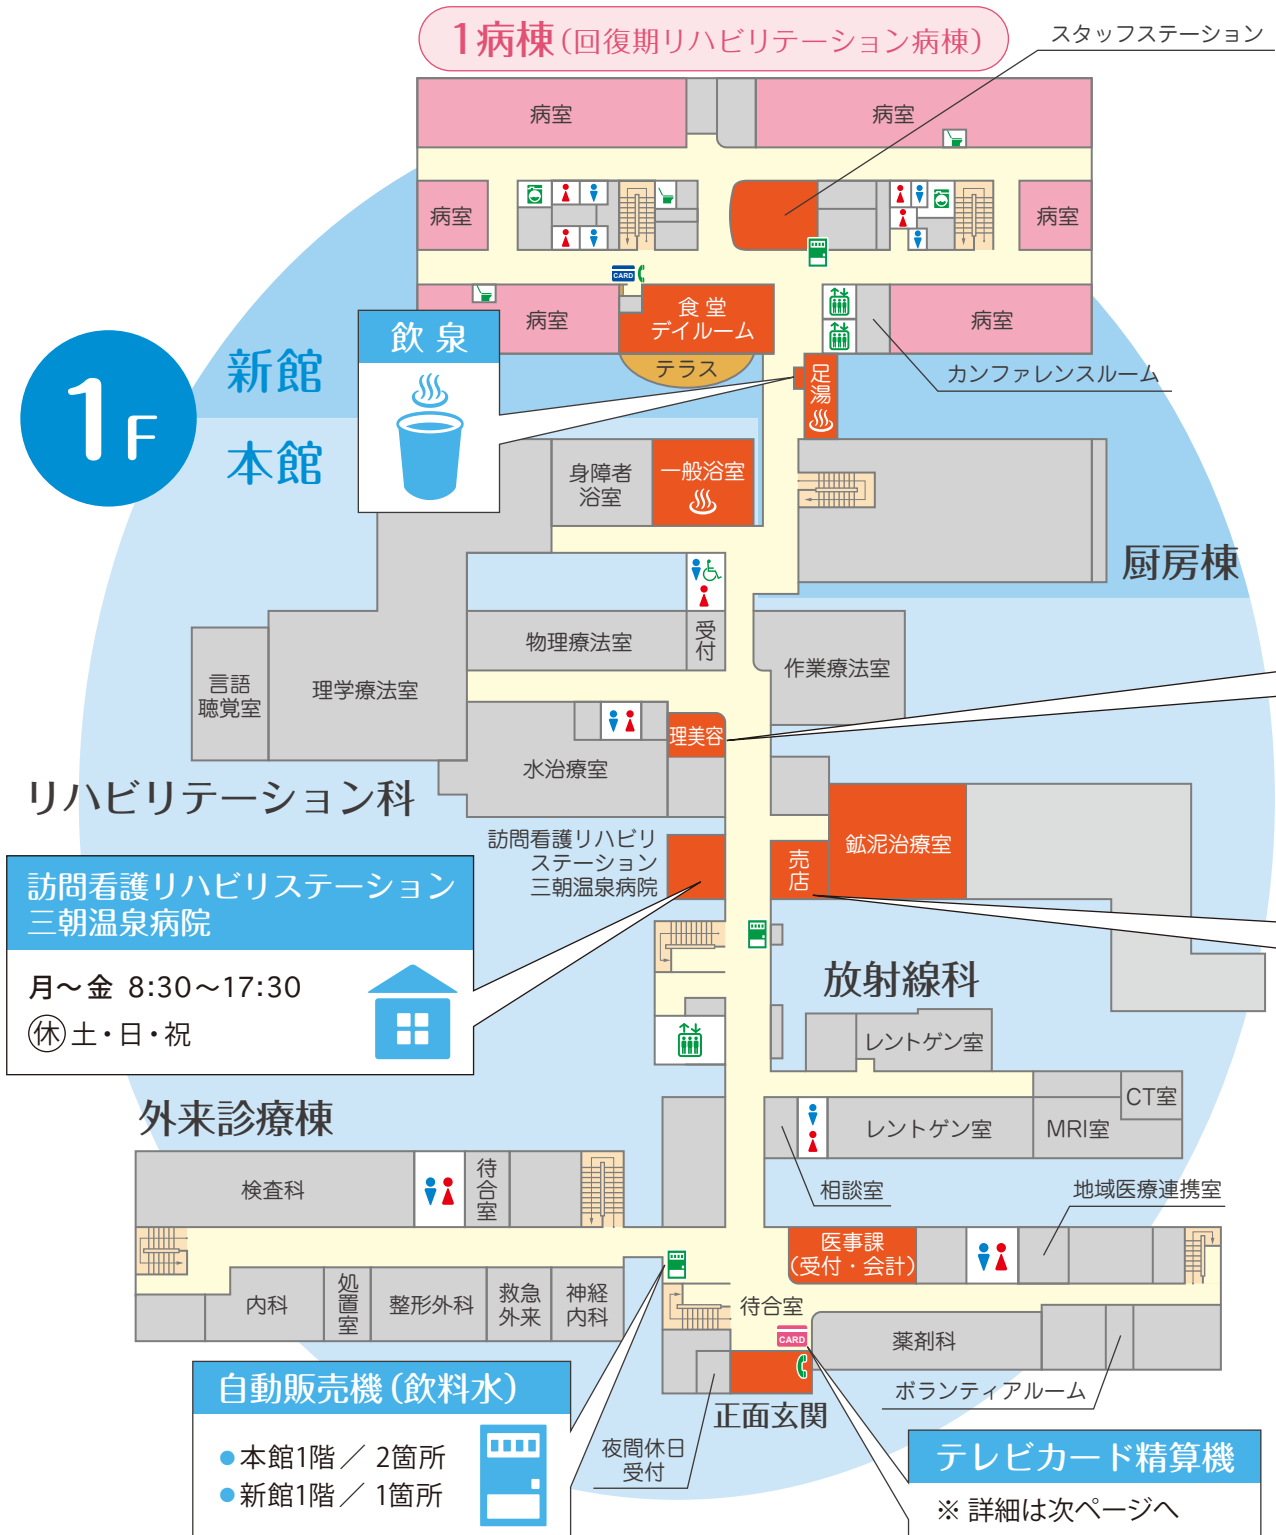 1病棟(回復期リハビリテーション病棟)
スタッフステーション
病室
病室
病室
病室
CARD
病室
食堂
デイルーム
病室
テラス
カンファレンスルーム
飲泉
足湯
1F
新館
本館
身障者
浴室
一般浴室
厨房棟
物理療法室
受付
作業療法室
言語
聴覚室
理学療法室
理美容
水治療室
リハビリテーション科
訪問看護リハビリ
ステーション
三朝温泉病院
売店
鉱泥治療室
訪問看護リハビリステーション
三朝温泉病院
月〜金 8:30〜17:30
休 土・日・祝
放射線科
レントゲン室
CT室
レントゲン室
MRI室
相談室
地域医療連携室
外来診療棟
検査科
待合室
医事課
(受付・会計)
内科
処置室
整形外科
救急
外来
神経
内科
待合室
CARD
薬剤科
ボランティアルーム
正面玄関
夜間休日
受付
自動販売機(飲料水)
●本館1階／ 2箇所
●新館1階／ 1箇所
テレビカード精算機
※ 詳細は次ページへ